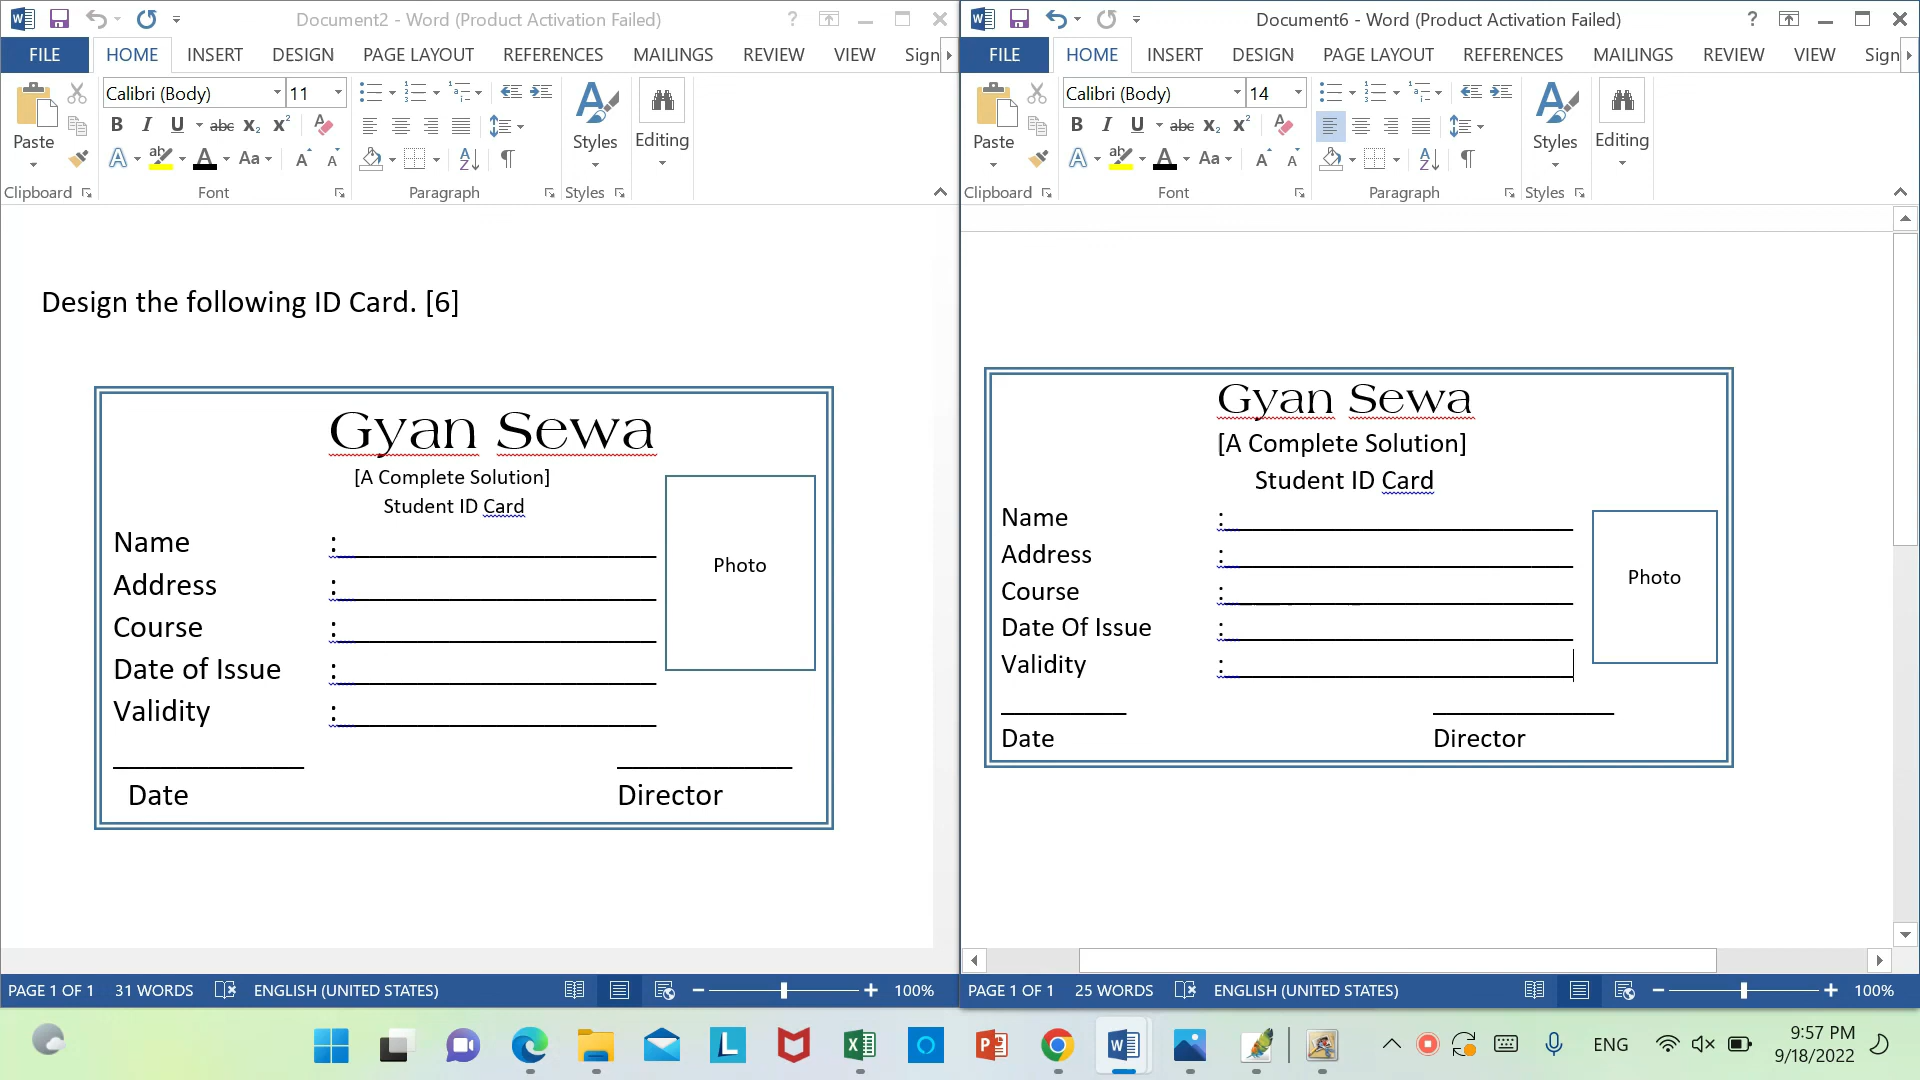 Document2 - Word (Product Activation Failed)
FILE HOME INSERT DESIGN PAGE LAYOUT REFERENCES MAILINGS REVIEW VIEW Sign
Calibri (Body) 11
Paste
Styles
Editing
Clipboard Font Paragraph Styles
Design the following ID Card. [6]
Gyan Sewa
[A Complete Solution]
Student ID Card
Name :
Address :
Course :
Date of Issue :
Validity :
Photo
Date Director
PAGE 1 OF 1 31 WORDS ENGLISH (UNITED STATES) 100%
Document6 - Word (Product Activation Failed)
FILE HOME INSERT DESIGN PAGE LAYOUT REFERENCES MAILINGS REVIEW VIEW Sign
Calibri (Body) 14
Paste
Styles
Editing
Clipboard Font Paragraph Styles
Gyan Sewa
[A Complete Solution]
Student ID Card
Name :
Address :
Course :
Date Of Issue :
Validity :
Photo
Date Director
PAGE 1 OF 1 25 WORDS ENGLISH (UNITED STATES) 100%
ENG
9:57 PM
9/18/2022